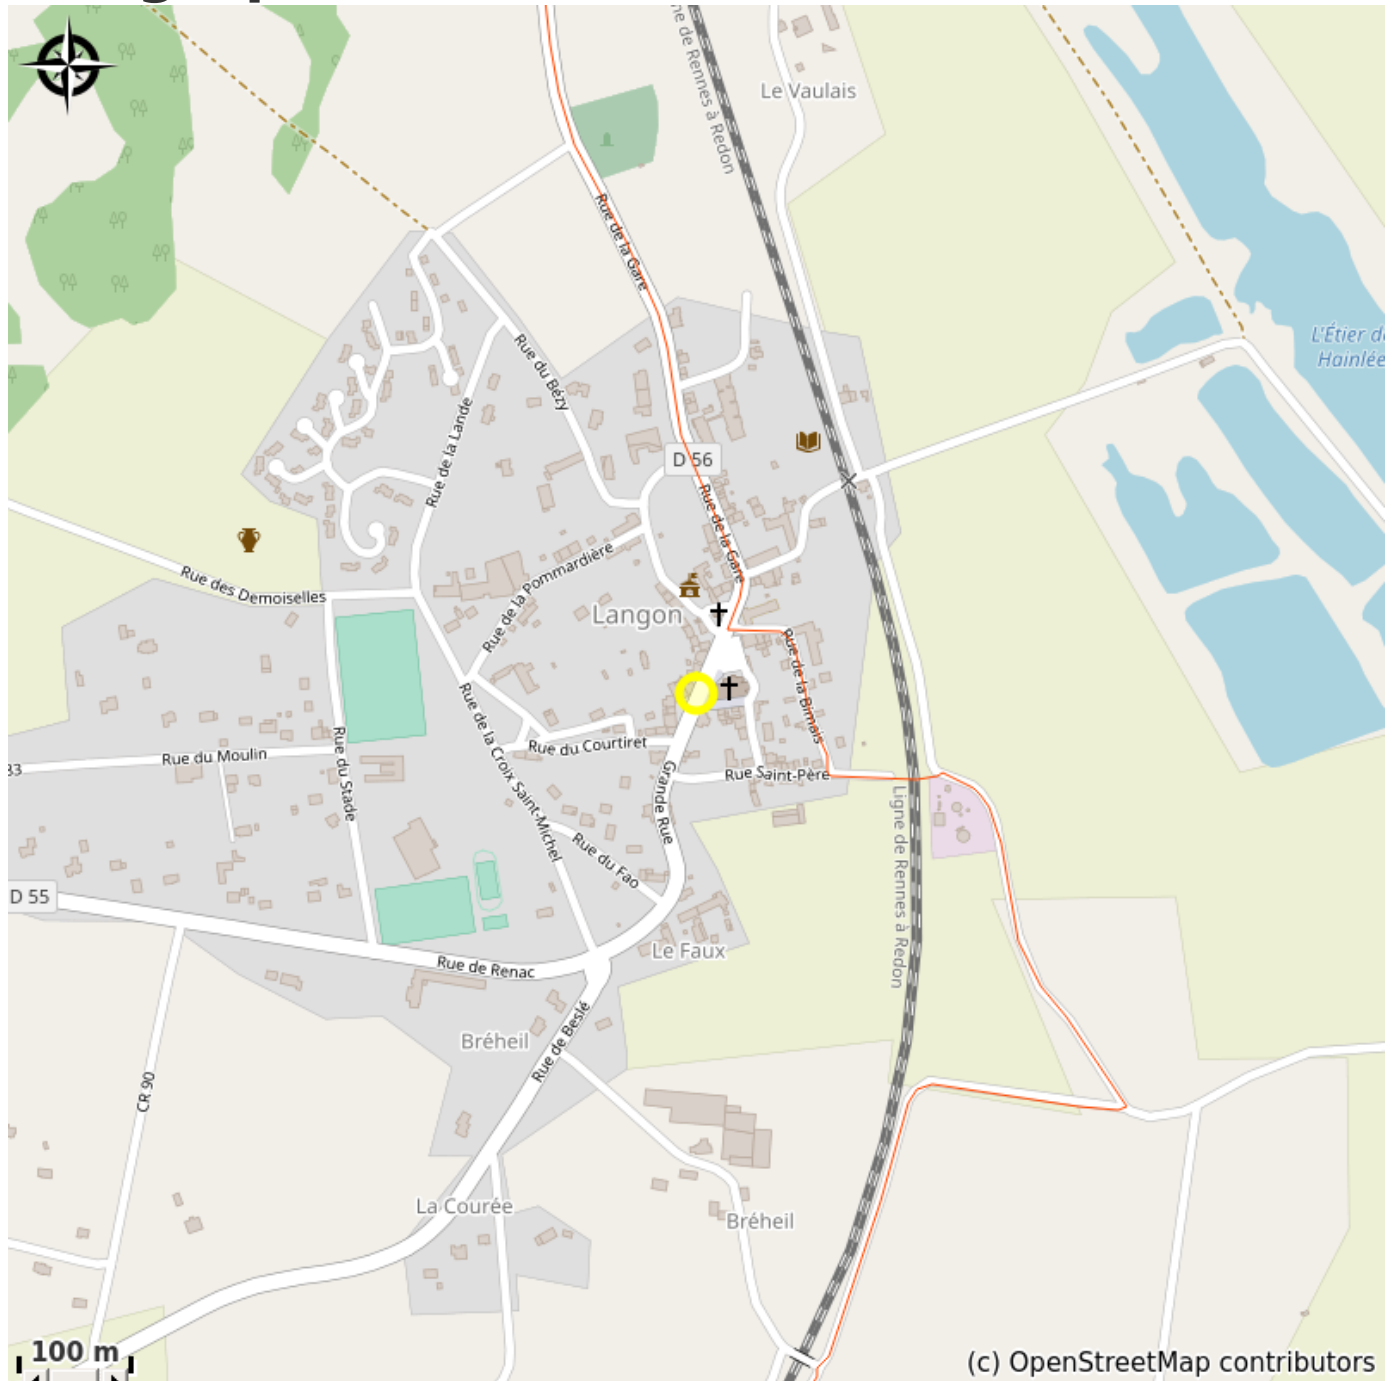 ne de Rennes à Redon
Le Vaulais
Rue de la Gare
L'Étier de
Hainlée
Rue du Bézy
Rue de la Lande
D 56
Rue de la Gare
Rue de la Pommardière
Rue des Demoiselles
Langon
Rue de la Bimais
Rue de la Croix Saint-Michel
Rue du Courtiret
Rue du Moulin
33
Rue du Stade
Grande Rue
Rue Saint-Père
Ligne de Rennes à Redon
Rue du Fao
D 55
Le Faux
Rue de Renac
Bréheil
Rue de Beslé
CR 90
La Courée
Bréheil
100 m
(c) OpenStreetMap contributors